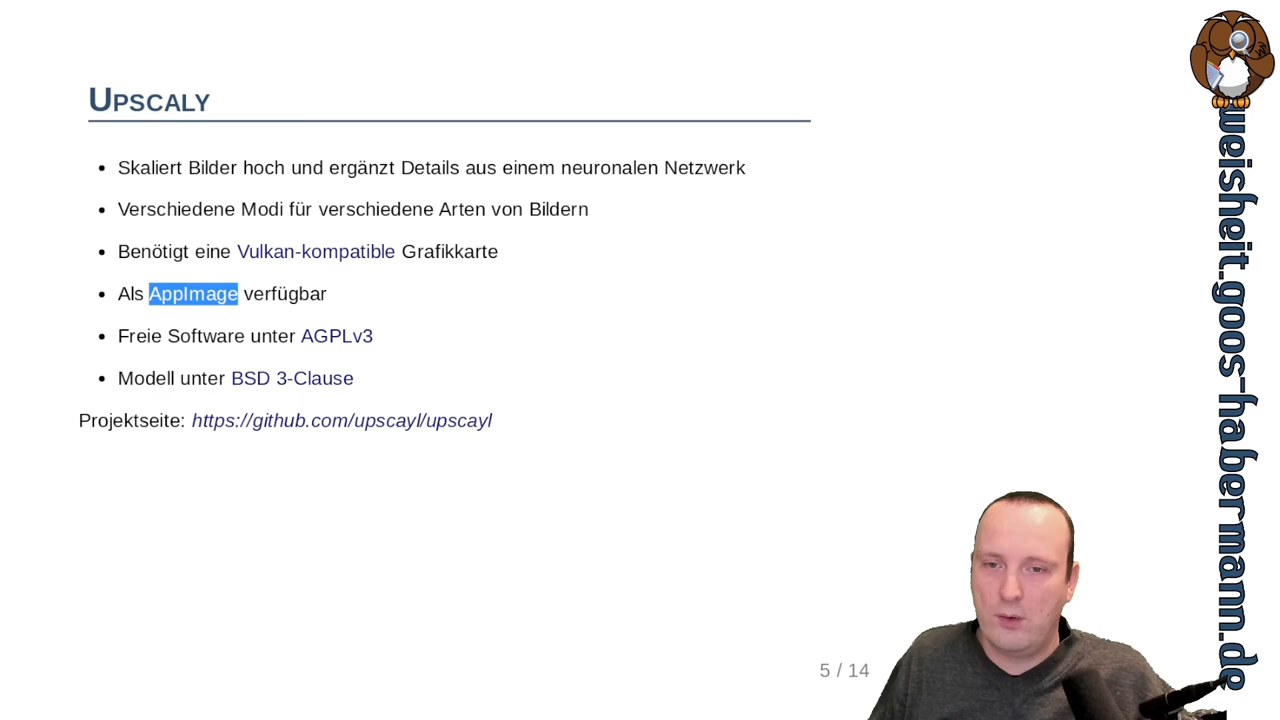 UPSCALY
Skaliert Bilder hoch und ergänzt Details aus einem neuronalen Netzwerk
Verschiedene Modi für verschiedene Arten von Bildern
Benötigt eine Vulkan-kompatible Grafikkarte
Als AppImage verfügbar
Freie Software unter AGPLv3
Modell unter BSD 3-Clause
Projektseite: https://github.com/upscayl/upscayl
5 / 14
weisheit.goos-habermann.de